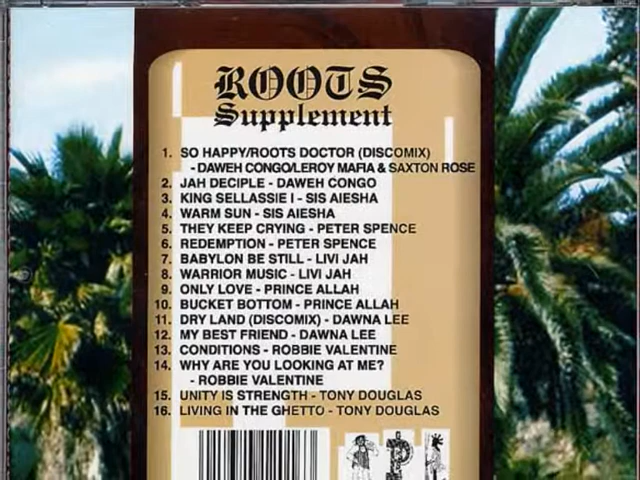 ROOTS
Supplement
1. SO HAPPY/ROOTS DOCTOR (DISCOMIX)
- DAWEH CONGO/LEROY MAFIA & SAXTON ROSE
2. JAH DECIPLE - DAWEH CONGO
3. KING SELLASSIE I - SIS AIESHA
4. WARM SUN - SIS AIESHA
5. THEY KEEP CRYING - PETER SPENCE
6. REDEMPTION - PETER SPENCE
7. BABYLON BE STILL - LIVI JAH
8. WARRIOR MUSIC - LIVI JAH
9. ONLY LOVE - PRINCE ALLAH
10. BUCKET BOTTOM - PRINCE ALLAH
11. DRY LAND (DISCOMIX) - DAWNA LEE
12. MY BEST FRIEND - DAWNA LEE
13. CONDITIONS - ROBBIE VALENTINE
14. WHY ARE YOU LOOKING AT ME?
- ROBBIE VALENTINE
15. UNITY IS STRENGTH - TONY DOUGLAS
16. LIVING IN THE GHETTO - TONY DOUGLAS